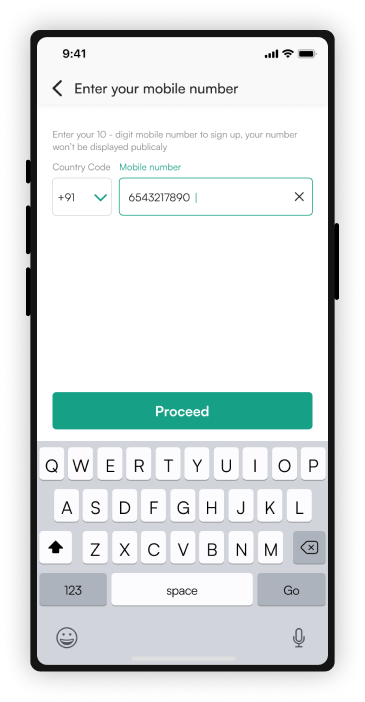 9:41
Enter your mobile number
Enter your 10 - digit mobile number to sign up, your number
won't be displayed publicaly
Country Code Mobile number
+91 6543217890
Proceed
Q W E R T Y U I O P
A S D F G H J K L
Z X C V B N M
123 space Go